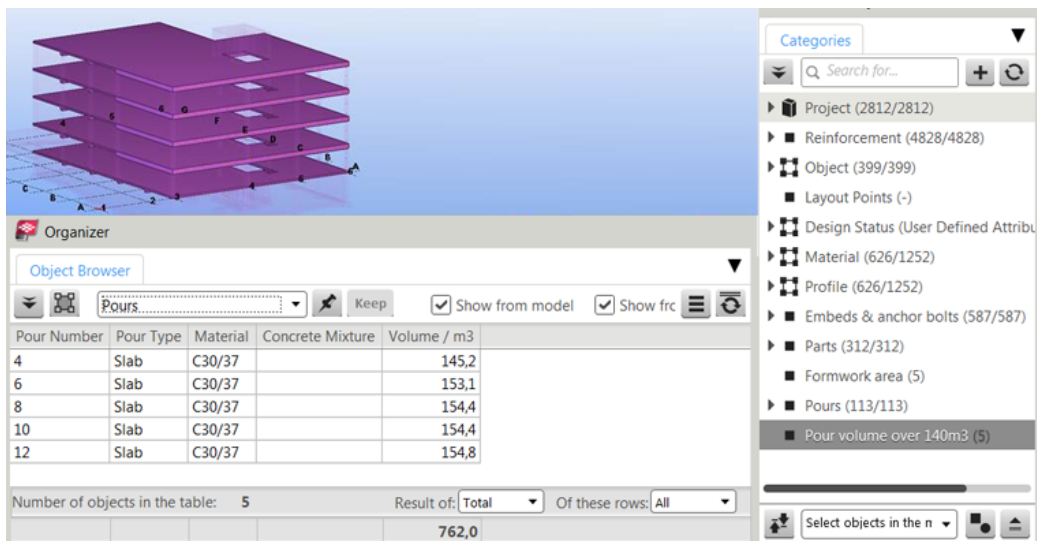 Categories
Search for...
Project (2812/2812)
Reinforcement (4828/4828)
Object (399/399)
Layout Points (-)
Design Status (User Defined Attribu
Material (626/1252)
Profile (626/1252)
Embeds & anchor bolts (587/587)
Parts (312/312)
Formwork area (5)
Pours (113/113)
Pour volume over 140m3 (5)
Select objects in the n
6 G
5 F
4 E
D
C
B
A
6
C 4 6
B 2 3
A 1
Organizer
Object Browser
Pours Keep Show from model Show frc
Pour Number Pour Type Material Concrete Mixture Volume / m3
4 Slab C30/37 145,2
6 Slab C30/37 153,1
8 Slab C30/37 154,4
10 Slab C30/37 154,4
12 Slab C30/37 154,8
Number of objects in the table: 5 Result of: Total Of these rows: All
762,0